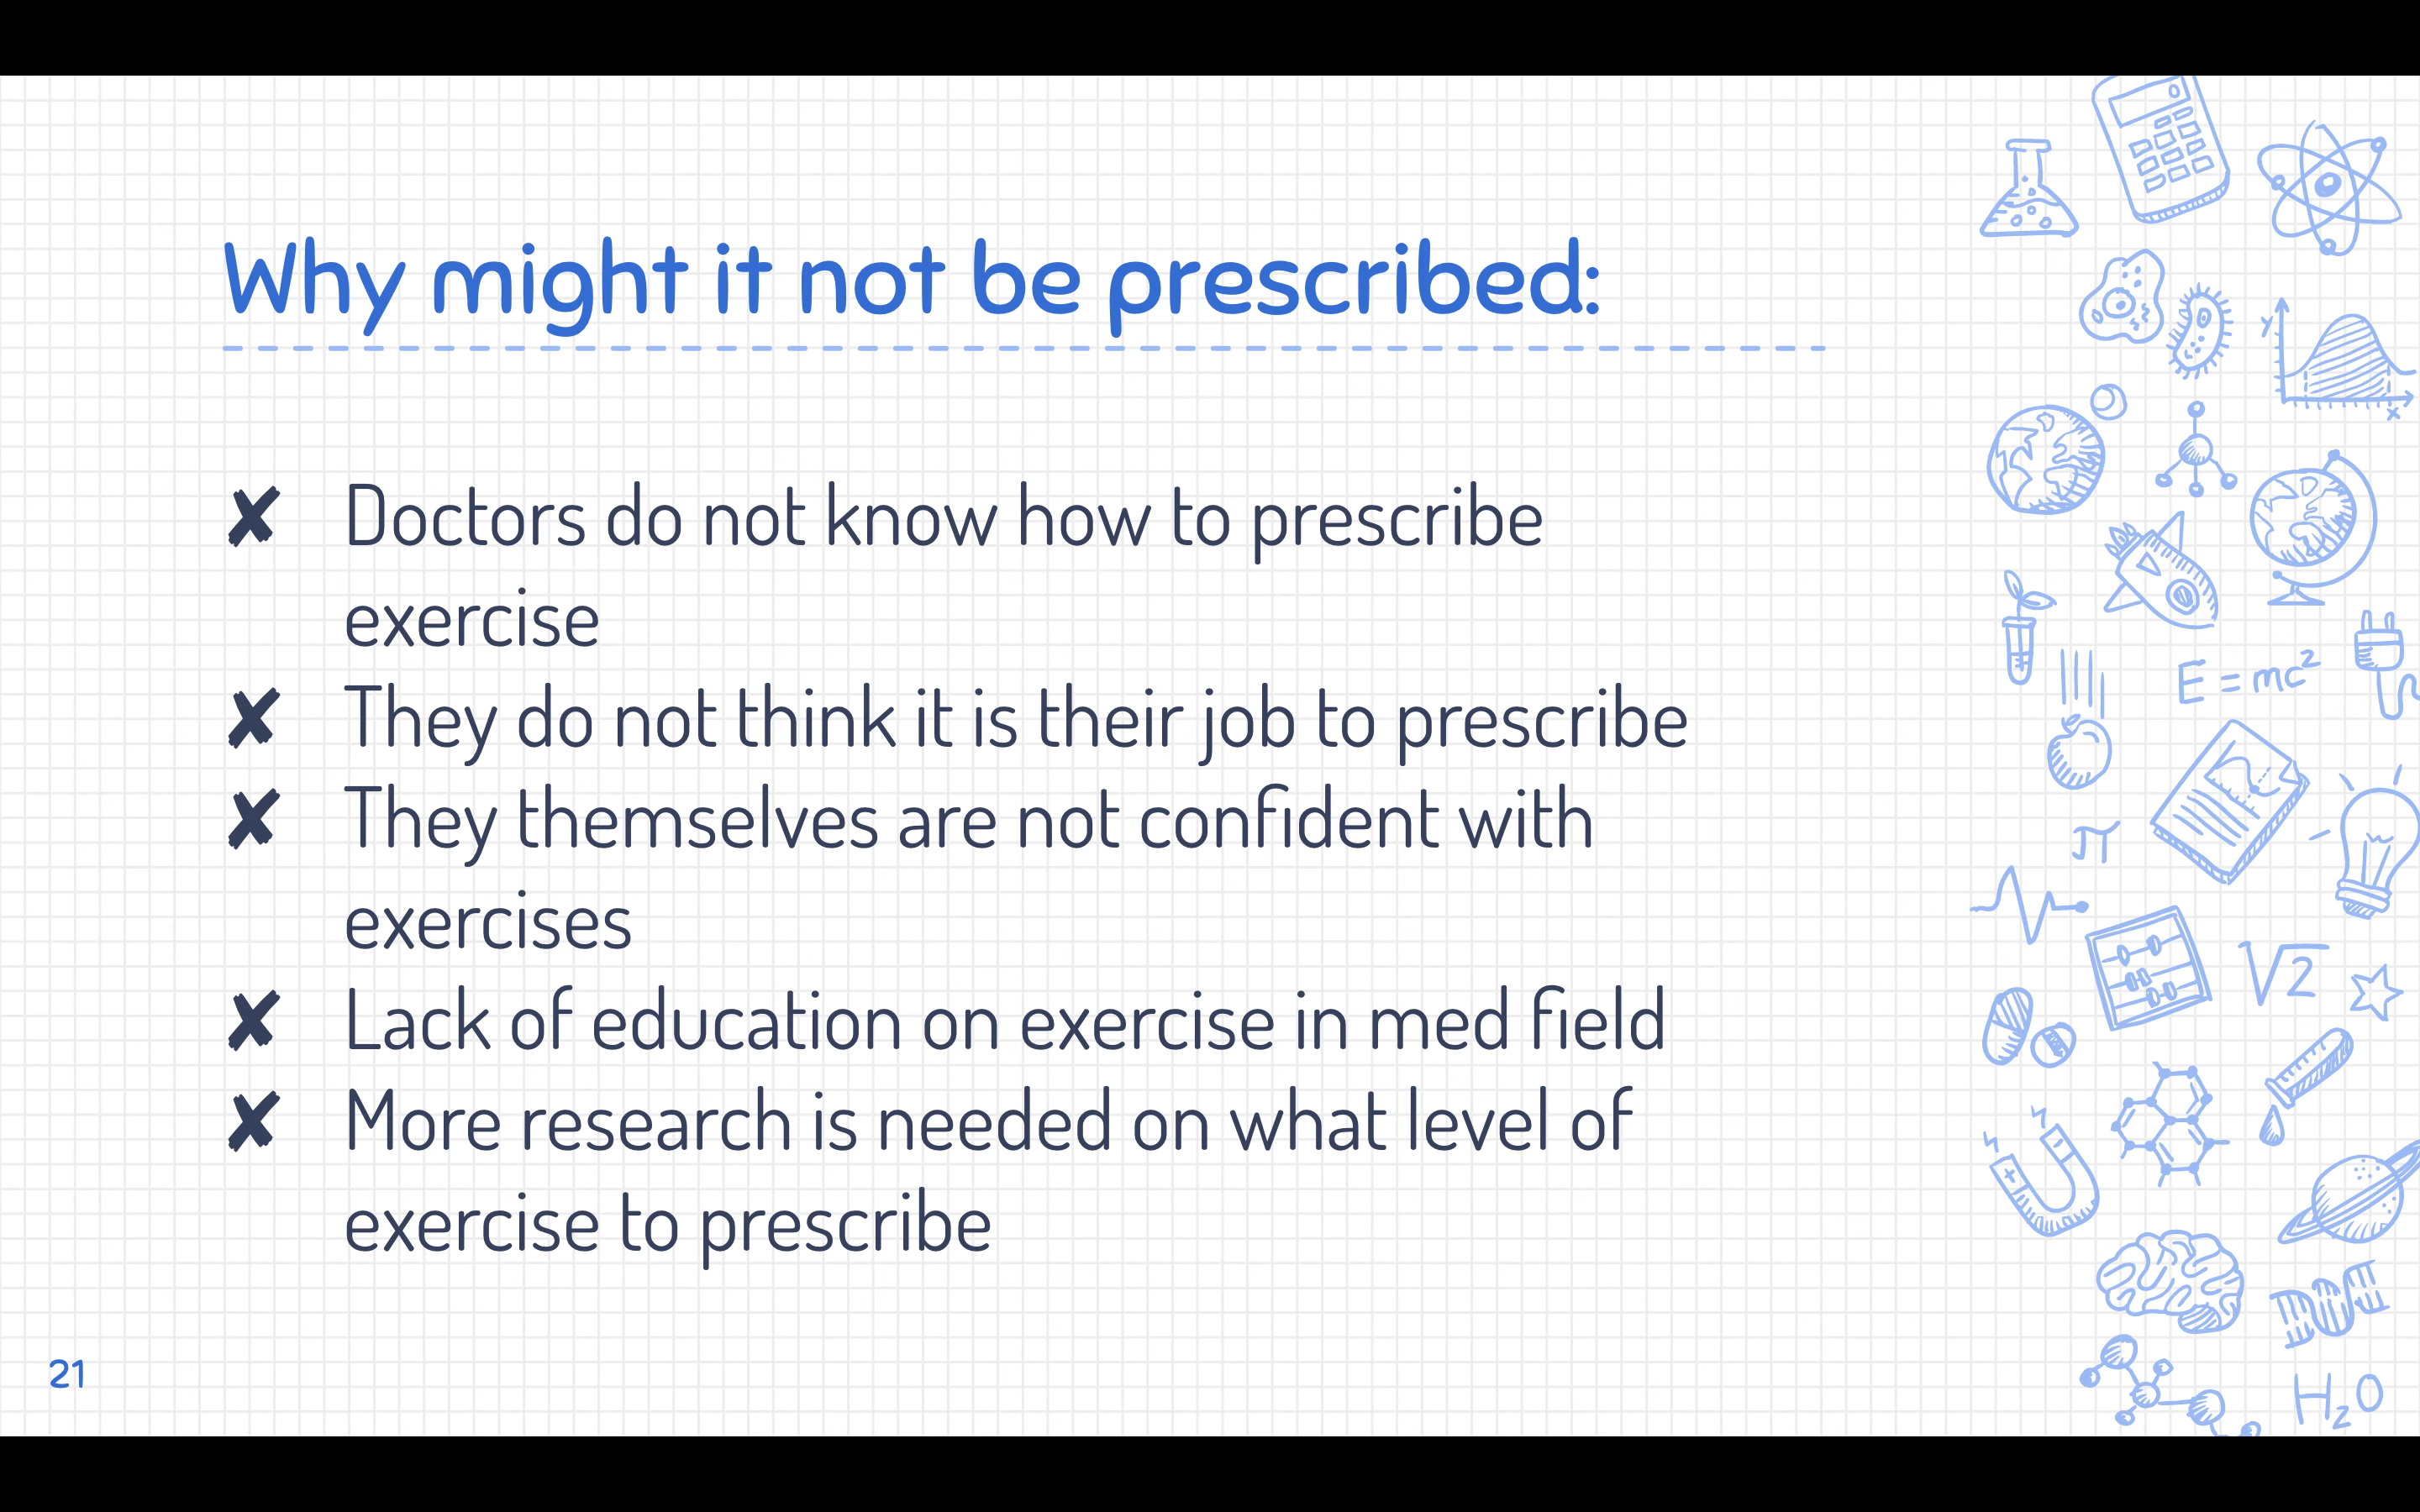 Why might it not be prescribed:
✘ Doctors do not know how to prescribe
exercise
✘ They do not think it is their job to prescribe
✘ They themselves are not confident with
exercises
✘ Lack of education on exercise in med field
✘ More research is needed on what level of
exercise to prescribe
21
y
x
E=mc²
π
√2
H₂O